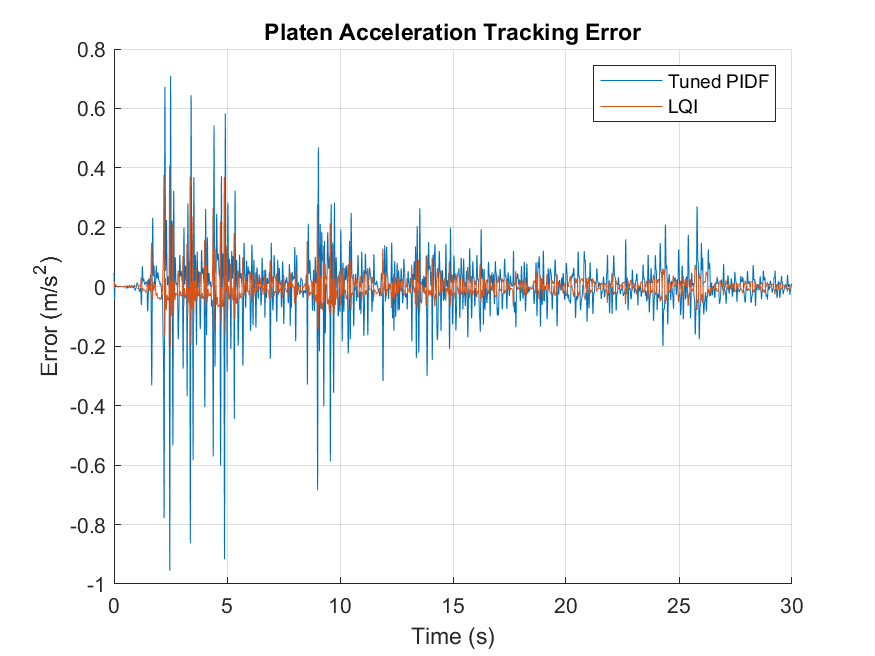 Platen Acceleration Tracking Error
Tuned PIDF
LQI
Error (m/s²)
0.8
0.6
0.4
0.2
0
-0.2
-0.4
-0.6
-0.8
-1
0 5 10 15 20 25 30
Time (s)